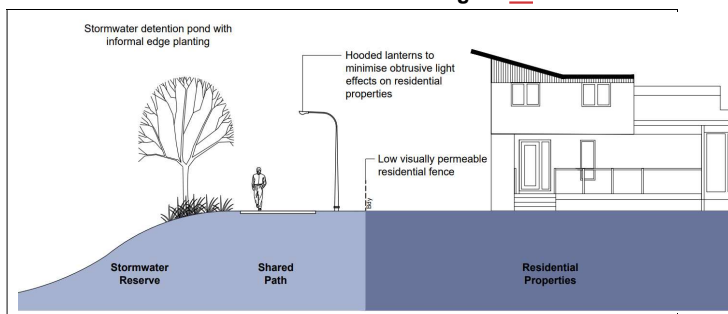 Stormwater detention pond with
informal edge planting
Hooded lanterns to
minimise obtrusive light
effects on residential
properties
Low visually permeable
residential fence
bdy
Stormwater
Reserve
Shared
Path
Residential
Properties